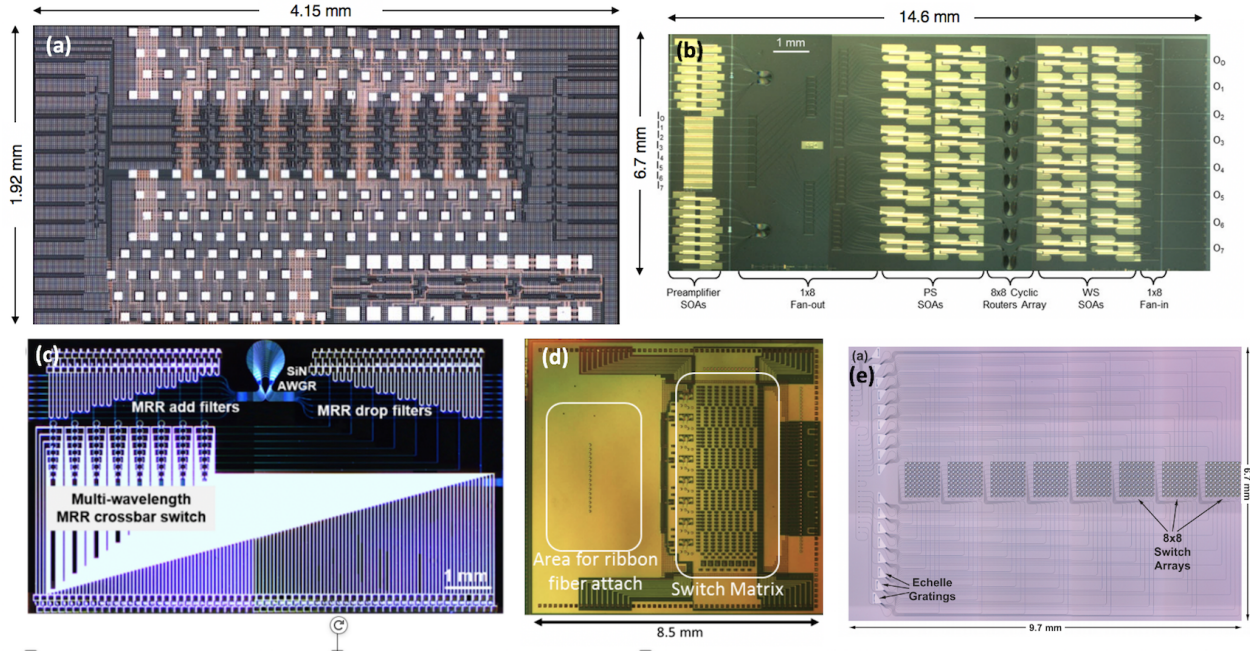 4.15 mm
(a)
1.92 mm
14.6 mm
(b)
1 mm
6.7 mm
I0
I1
I2
I3
I4
I5
I6
I7
O0
O1
O2
O3
O4
O5
O6
O7
Preamplifier
SOAs
1x8
Fan-out
PS
SOAs
8x8 Cyclic
Routers Array
WS
SOAs
1x8
Fan-in
(c)
SiN
AWGR
MRR add filters
MRR drop filters
Multi-wavelength
MRR crossbar switch
1 mm
(d)
Area for ribbon
fiber attach
Switch Matrix
8.5 mm
(a)
(e)
8x8
Switch
Arrays
Echelle
Gratings
6.7 mm
9.7 mm